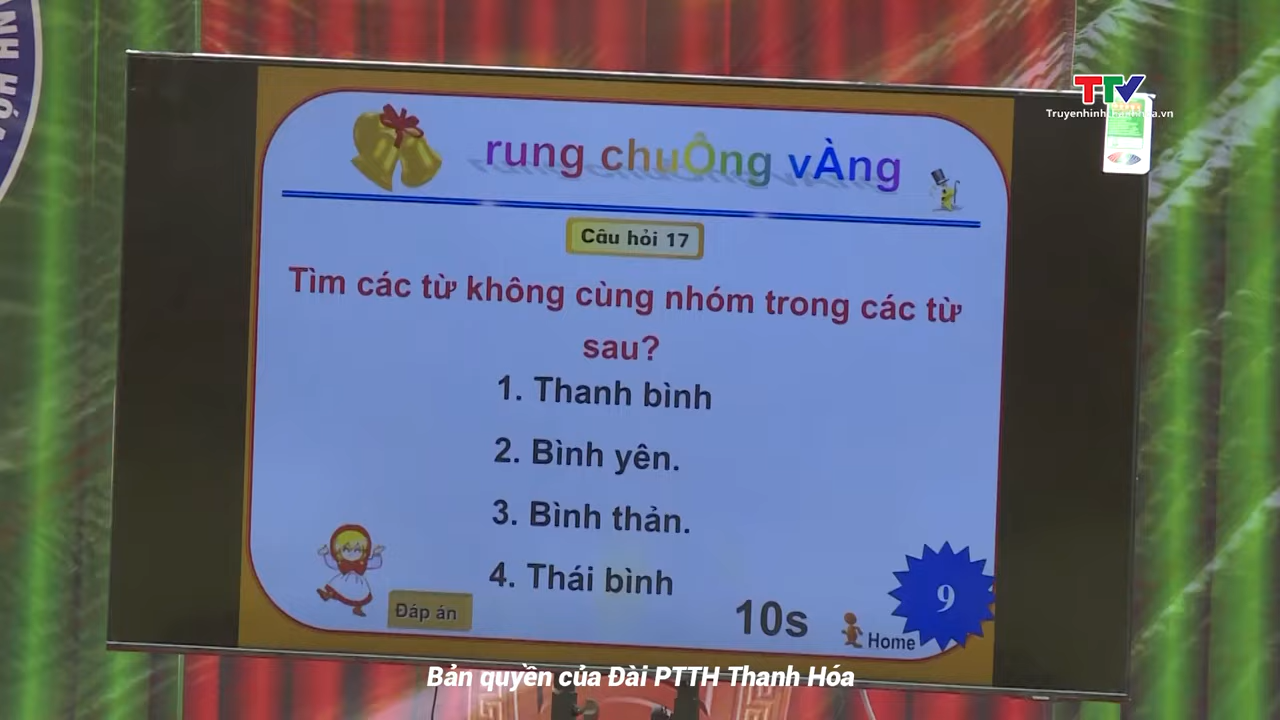 TTV
Truyenhinhthanhhoa.vn
rung chuÔng vÀng
Câu hỏi 17
Tìm các từ không cùng nhóm trong các từ
sau?
1. Thanh bình
2. Bình yên.
3. Bình thản.
4. Thái bình
Đáp án
10s
Home
9
Bản quyền của Đài PTTH Thanh Hóa